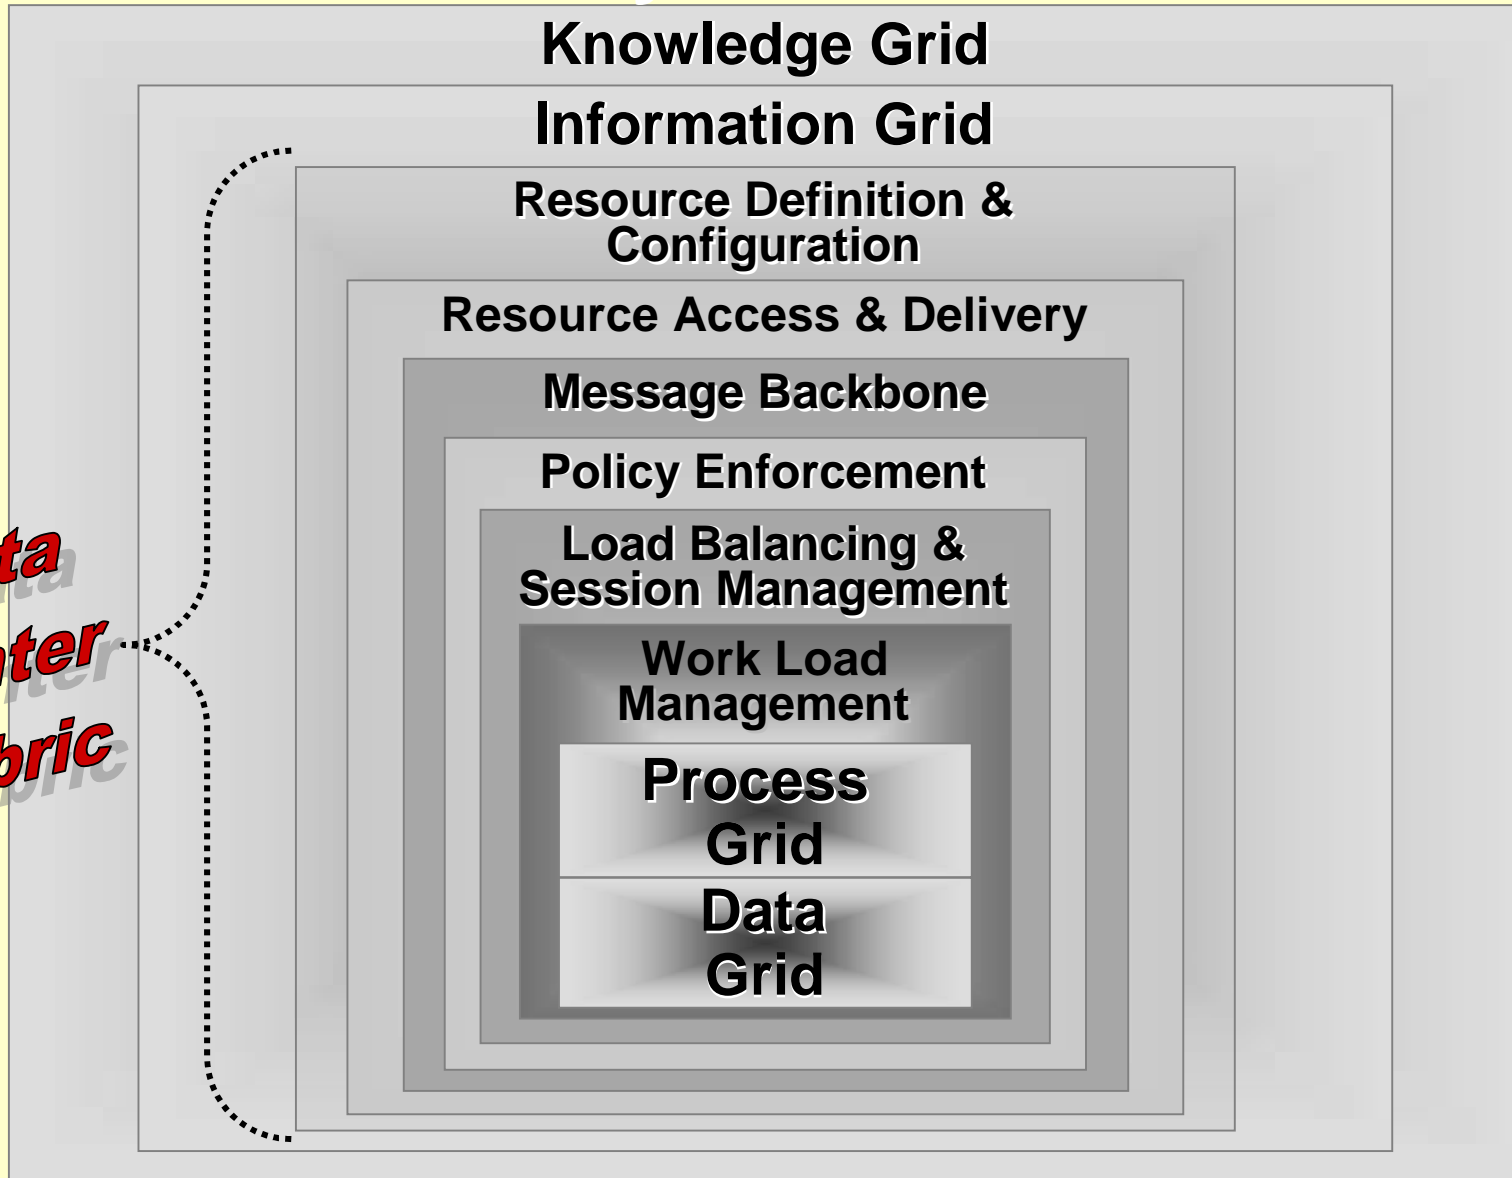 Knowledge Grid
Information Grid
Resource Definition &
Configuration
Resource Access & Delivery
Message Backbone
Policy Enforcement
Load Balancing &
Session Management
Work Load
Management
Process
Grid
Data
Grid